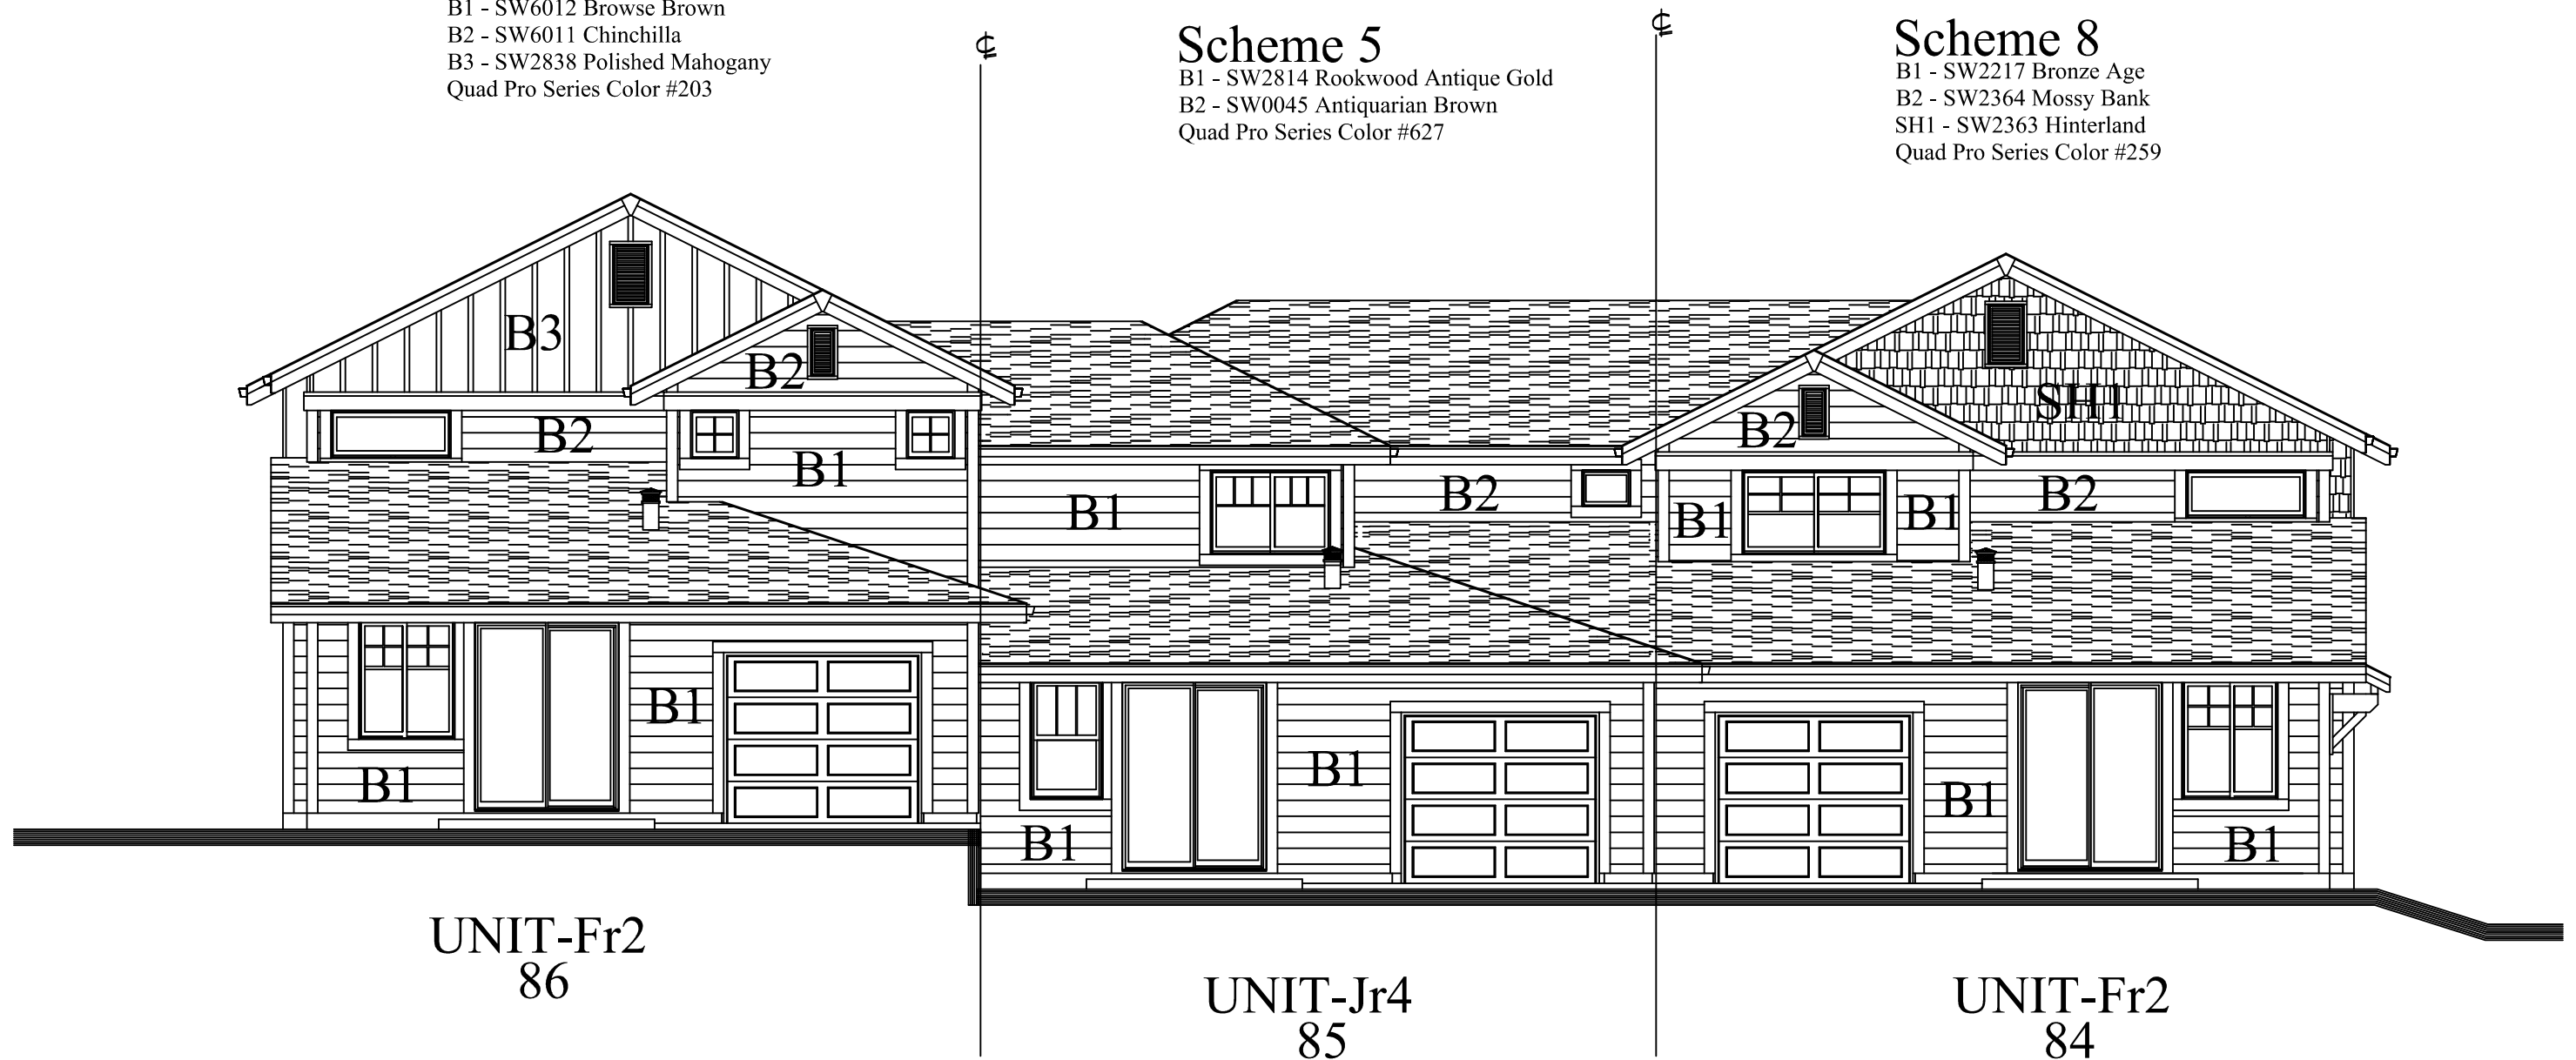 B1 - SW6012 Browse Brown
B2 - SW6011 Chinchilla
B3 - SW2838 Polished Mahogany
Quad Pro Series Color #203
Scheme 5
B1 - SW2814 Rookwood Antique Gold
B2 - SW0045 Antiquarian Brown
Quad Pro Series Color #627
Scheme 8
B1 - SW2217 Bronze Age
B2 - SW2364 Mossy Bank
SH1 - SW2363 Hinterland
Quad Pro Series Color #259
B3
B2
B2
B1
B1
B1
B1
B2
B1
B1
B2
SH1
B1
B1
B2
B1
B1
UNIT-Fr2
86
UNIT-Jr4
85
UNIT-Fr2
84